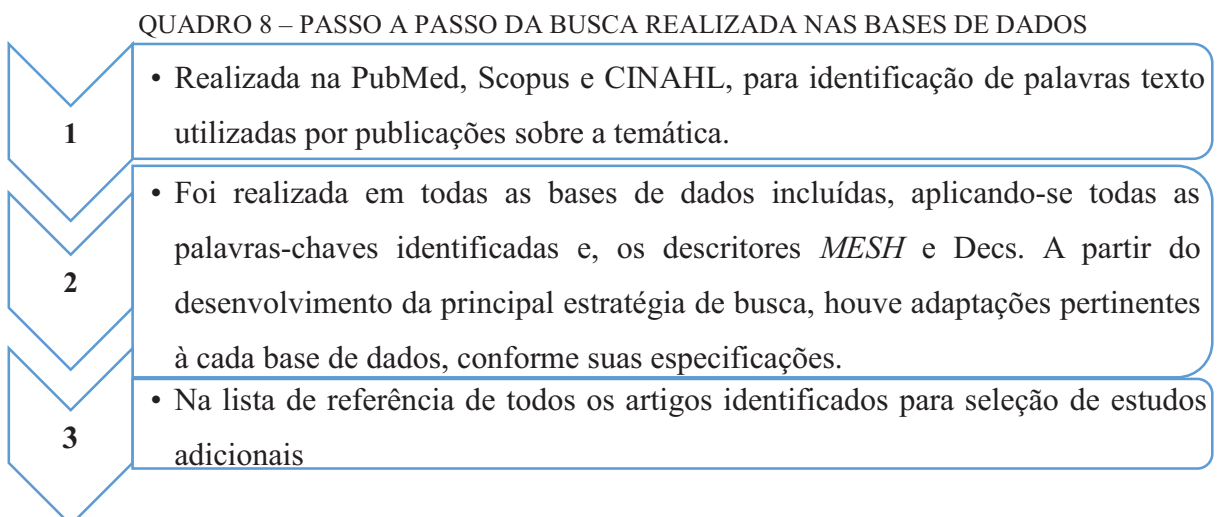 QUADRO 8 – PASSO A PASSO DA BUSCA REALIZADA NAS BASES DE DADOS
1
• Realizada na PubMed, Scopus e CINAHL, para identificação de palavras texto
utilizadas por publicações sobre a temática.
2
• Foi realizada em todas as bases de dados incluídas, aplicando-se todas as
palavras-chaves identificadas e, os descritores MESH e Decs. A partir do
desenvolvimento da principal estratégia de busca, houve adaptações pertinentes
à cada base de dados, conforme suas especificações.
3
• Na lista de referência de todos os artigos identificados para seleção de estudos
adicionais